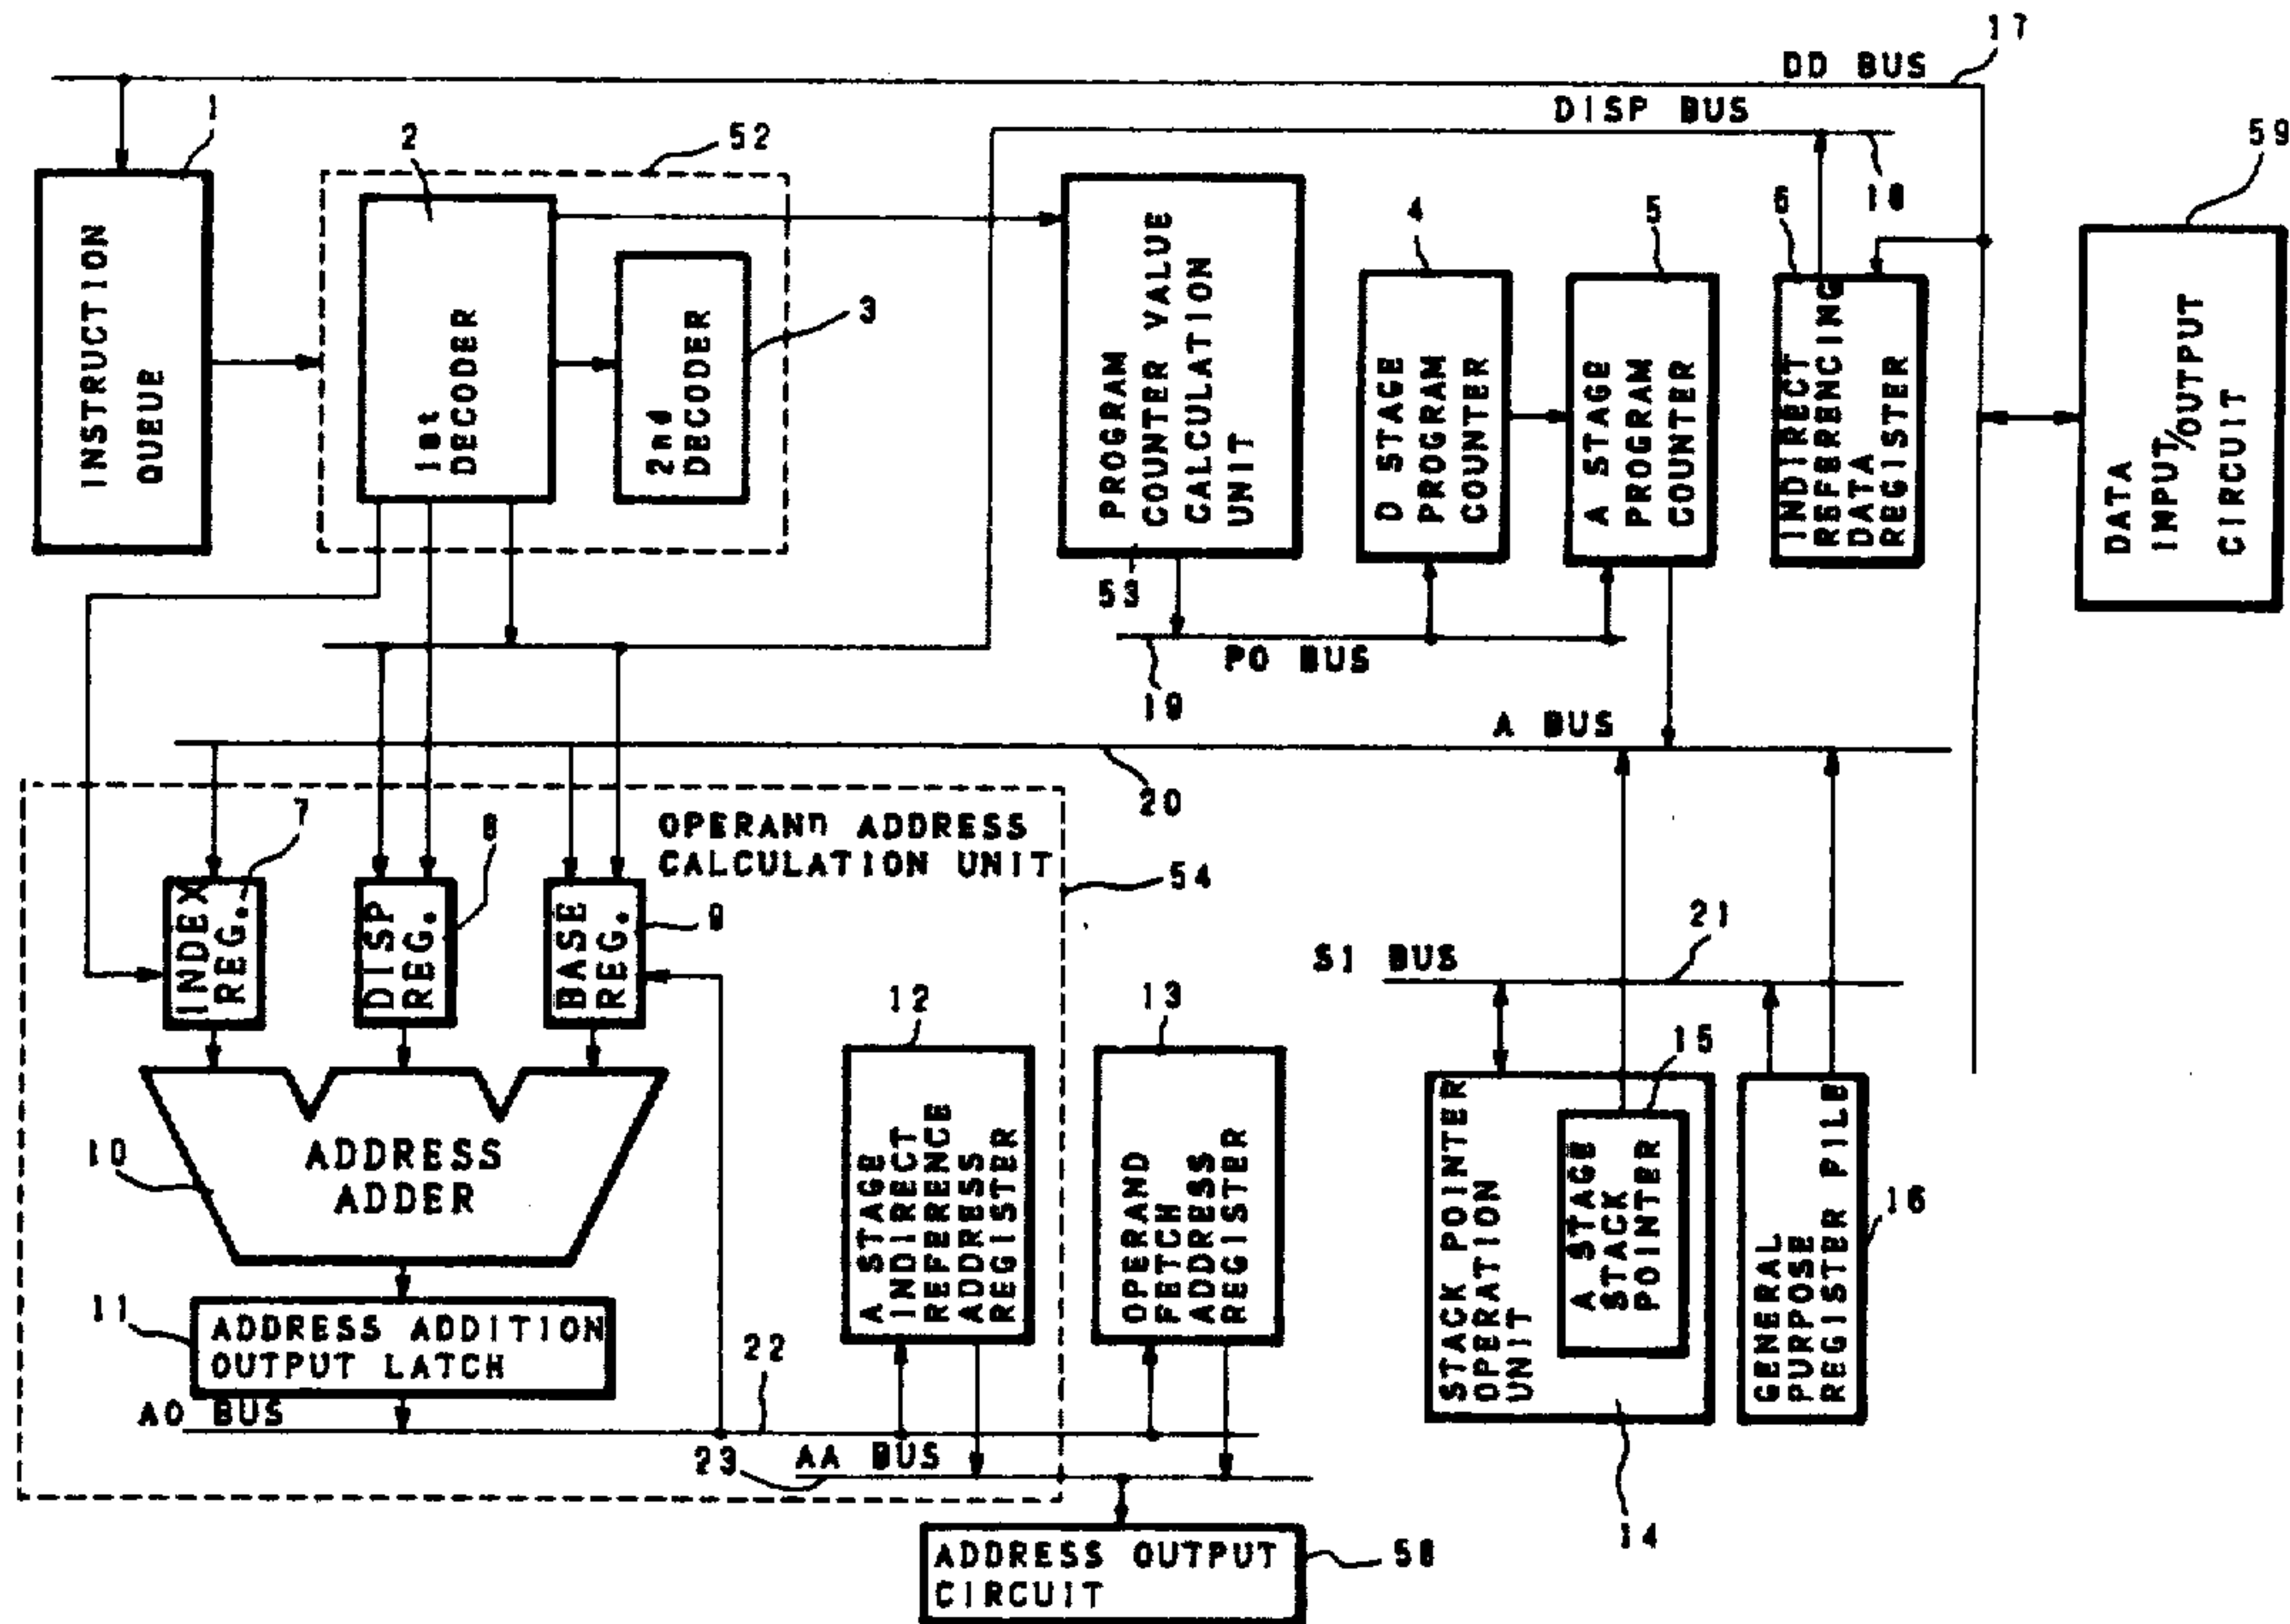 17
DD BUS
DISP BUS
1
2
52
59
18
4
5
6
INSTRUCTION
QUEUE
1st
DECODER
2nd
DECODER
3
PROGRAM
COUNTER VALUE
CALCULATION
UNIT
53
D STAGE
PROGRAM
COUNTER
A STAGE
PROGRAM
COUNTER
INDIRECT
REFERENCING
DATA
REGISTER
DATA
INPUT/OUTPUT
CIRCUIT
PO BUS
19
A BUS
20
OPERAND ADDRESS
CALCULATION UNIT
54
7
8
9
INDEX
REG.
DISP
REG.
BASE
REG.
21
S1 BUS
12
13
15
10
ADDRESS
ADDER
A STAGE
INDIRECT
REFERENCE
ADDRESS
REGISTER
OPERAND
FETCH
ADDRESS
REGISTER
STACK POINTER
OPERATION
UNIT
A STAGE
STACK
POINTER
GENERAL
PURPOSE
REGISTER FILE
16
11
ADDRESS ADDITION
OUTPUT LATCH
AO BUS
22
23
AA BUS
14
ADDRESS OUTPUT
CIRCUIT
58